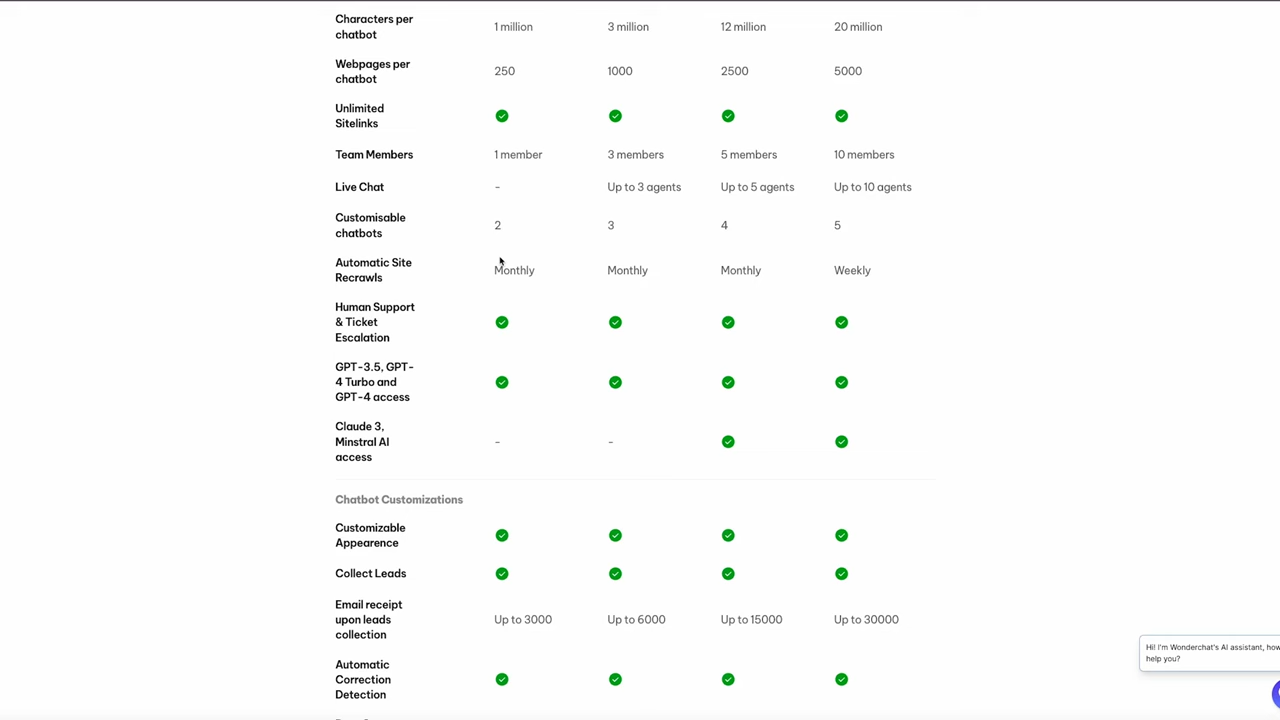 Characters per
chatbot
1 million
3 million
12 million
20 million
Webpages per
chatbot
250
1000
2500
5000
Unlimited
Sitelinks
Team Members
1 member
3 members
5 members
10 members
Live Chat
-
Up to 3 agents
Up to 5 agents
Up to 10 agents
Customisable
chatbots
2
3
4
5
Automatic Site
Recrawls
Monthly
Monthly
Monthly
Weekly
Human Support
& Ticket
Escalation
GPT-3.5, GPT-
4 Turbo and
GPT-4 access
Claude 3,
Minstral AI
access
-
-
Chatbot Customizations
Customizable
Appearence
Collect Leads
Email receipt
upon leads
collection
Up to 3000
Up to 6000
Up to 15000
Up to 30000
Automatic
Correction
Detection
Hi! I'm Wonderchat's AI assistant, how
help you?